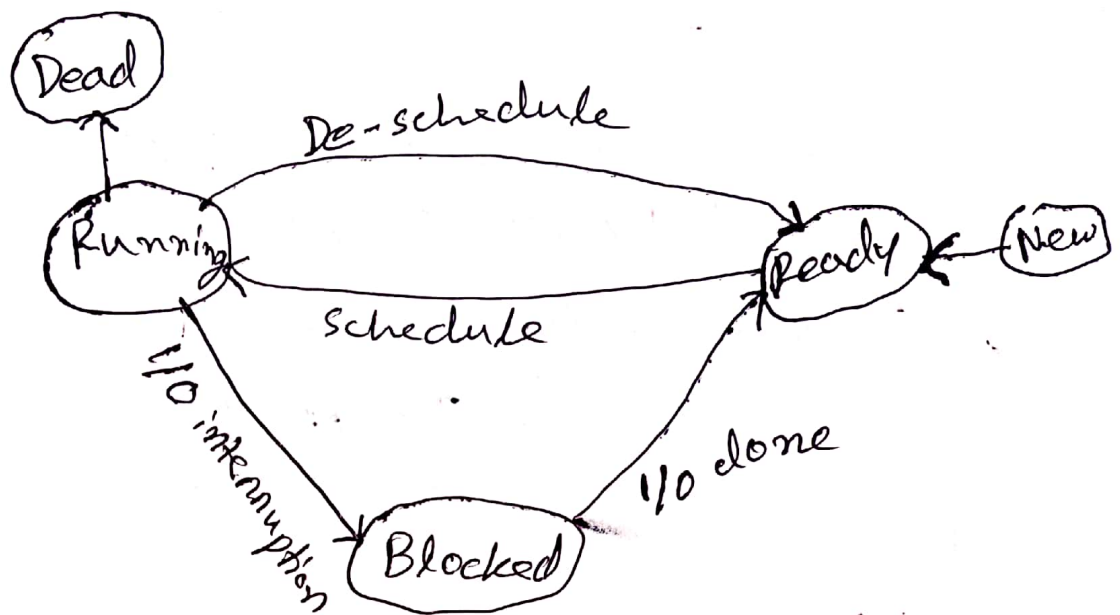 Dead
De-schedule
Running
Ready
New
Schedule
I/O interruption
I/O done
Blocked